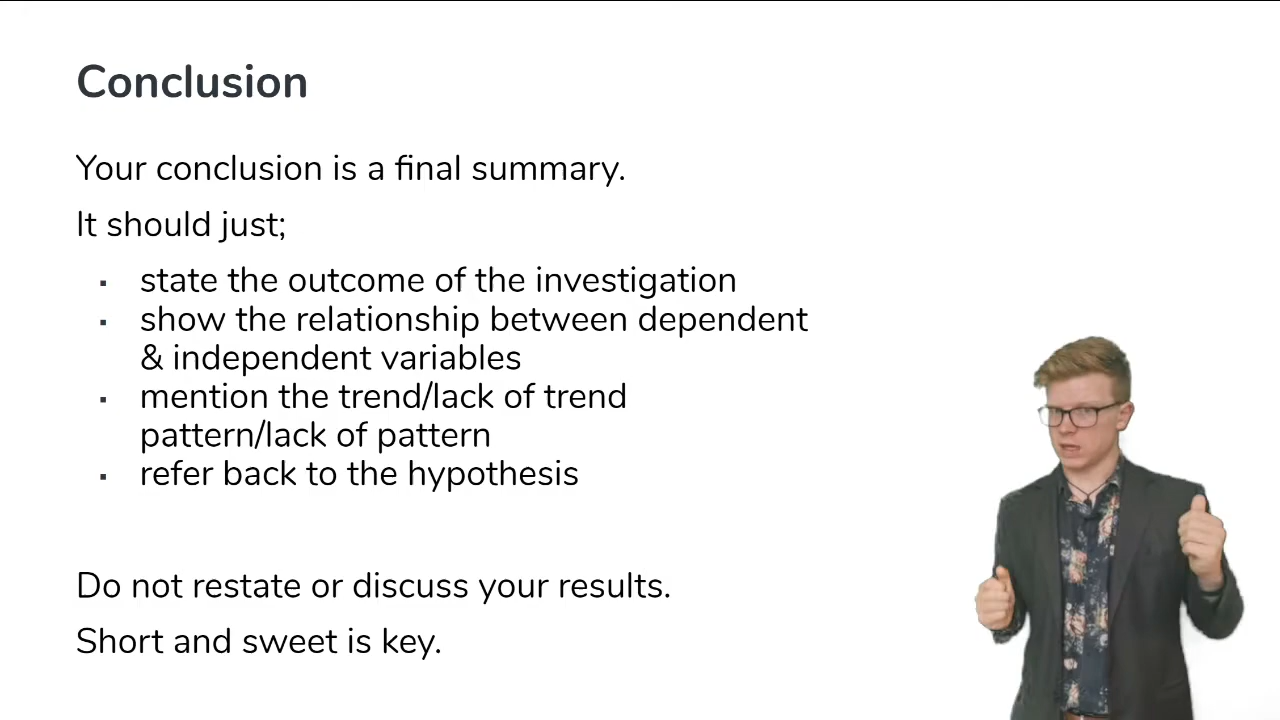 Conclusion
Your conclusion is a final summary.
It should just;
▪ state the outcome of the investigation
▪ show the relationship between dependent
& independent variables
▪ mention the trend/lack of trend
pattern/lack of pattern
▪ refer back to the hypothesis
Do not restate or discuss your results.
Short and sweet is key.